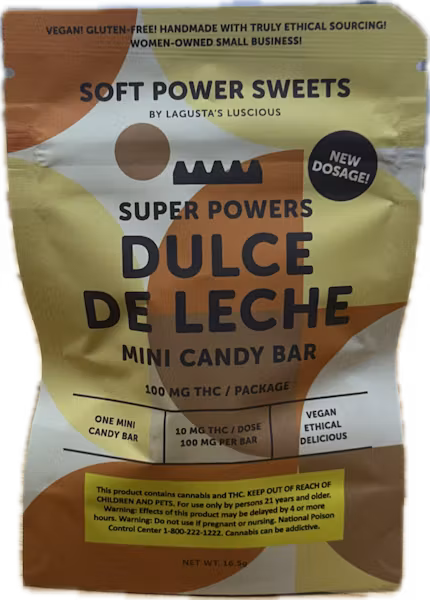 VEGAN! GLUTEN-FREE! HANDMADE WITH TRULY ETHICAL SOURCING!
WOMEN-OWNED SMALL BUSINESS!
SOFT POWER SWEETS
BY LAGUSTA'S LUSCIOUS
NEW
DOSAGE!
SUPER POWERS
DULCE
DE LECHE
MINI CANDY BAR
100 MG THC / PACKAGE
ONE MINI
CANDY BAR
10 MG THC / DOSE
100 MG PER BAR
VEGAN
ETHICAL
DELICIOUS
This product contains cannabis and THC. KEEP OUT OF REACH OF
CHILDREN AND PETS. For use only by persons 21 years and older.
Warning: Effects of this product may be delayed by 4 or more
hours. Warning: Do not use if pregnant or nursing. National Poison
Control Center 1-800-222-1222. Cannabis can be addictive.
NET WT. 16.5g